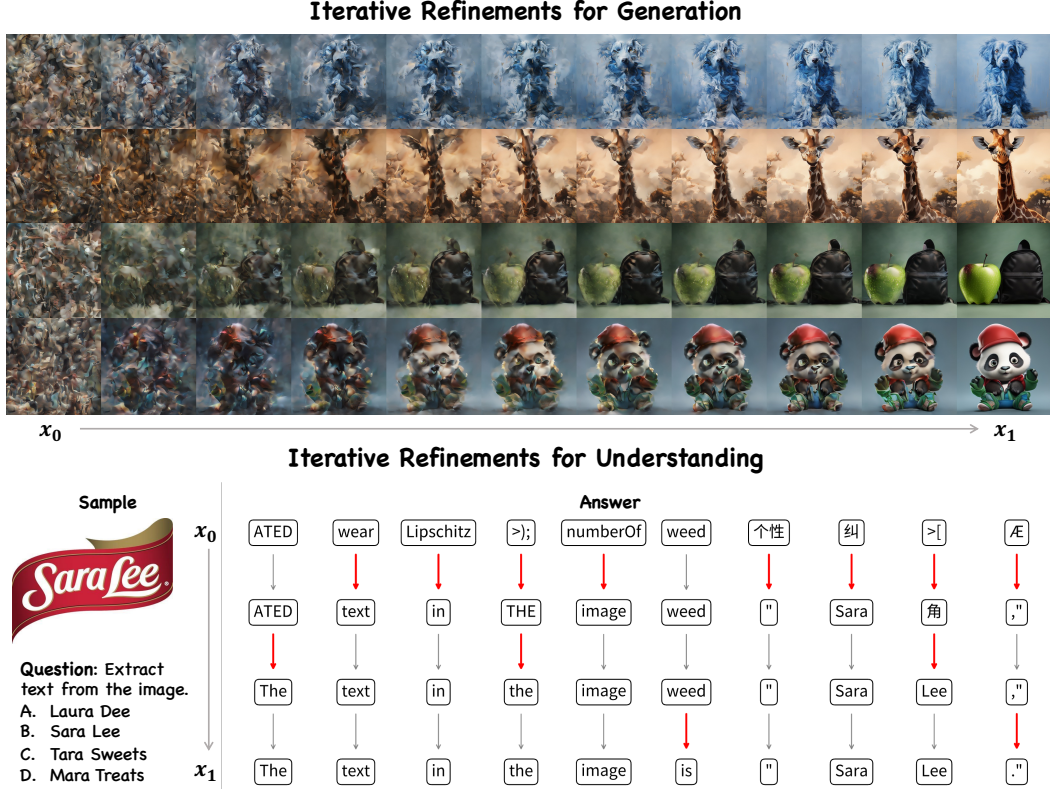 Iterative Refinements for Generation
x₀ x₁
Iterative Refinements for Understanding
Sample
Sara Lee
Question: Extract
text from the image.
A. Laura Dee
B. Sara Lee
C. Tara Sweets
D. Mara Treats
Answer
x₀ ATED wear Lipschitz >); numberOf weed 个性 纠 >[ Æ
ATED text in THE image weed " Sara 角 ,"
The text in the image weed " Sara Lee ,"
x₁ The text in the image is " Sara Lee ."